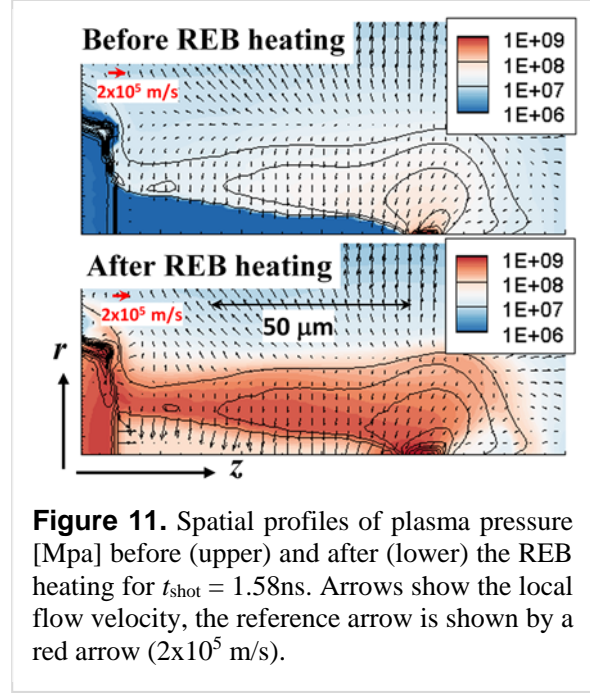 Before REB heating
2x10⁵ m/s
1E+09
1E+08
1E+07
1E+06
After REB heating
2x10⁵ m/s
50 μm
1E+09
1E+08
1E+07
1E+06
r
z
Figure 11. Spatial profiles of plasma pressure
[Mpa] before (upper) and after (lower) the REB
heating for tshot = 1.58ns. Arrows show the local
flow velocity, the reference arrow is shown by a
red arrow (2x10⁵ m/s).